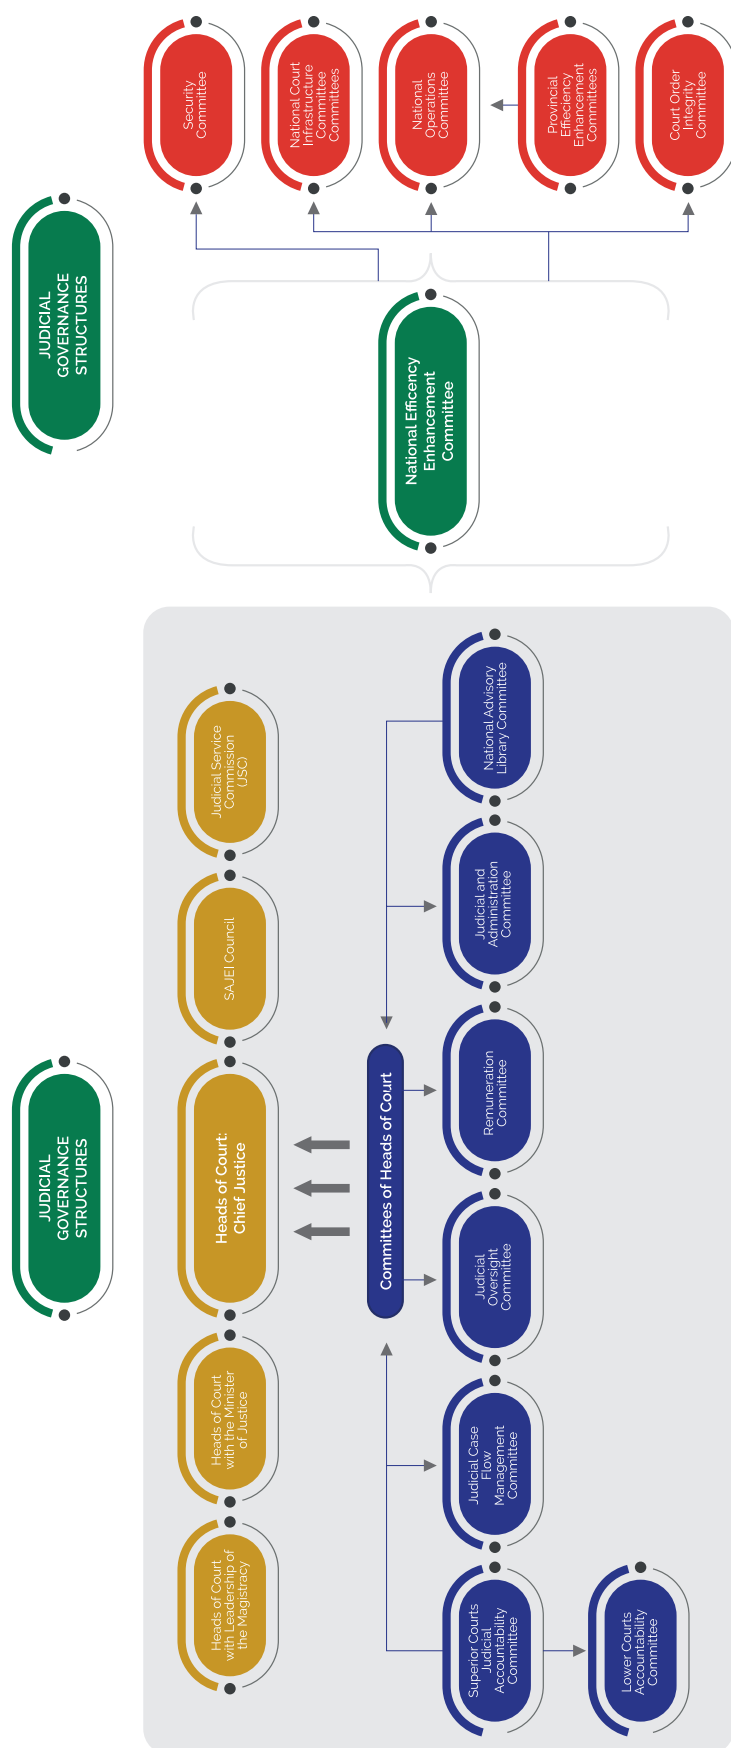 JUDICIAL
GOVERNANCE
STRUCTURES
Heads of Court
with Leadership of
the Magistracy
Heads of Court
with the Minister
of Justice
Heads of Court:
Chief Justice
SAJEI Council
Judicial Service
Commission
(JSC)
Committees of Heads of Court
Superior Courts
Judicial
Accountability
Committee
Judicial Case
Flow
Management
Committee
Judicial
Oversight
Committee
Remuneration
Committee
Judicial and
Administration
Committee
National Advisory
Library Committee
Lower Courts
Accountability
Committee
JUDICIAL
GOVERNANCE
STRUCTURES
National Efficency
Enhancement
Committee
Security
Committee
National Court
Infrastructure
Committee
Committees
National
Operations
Committee
Provincial
Effieciency
Enhancement
Committees
Court Order
Integrity
Committee